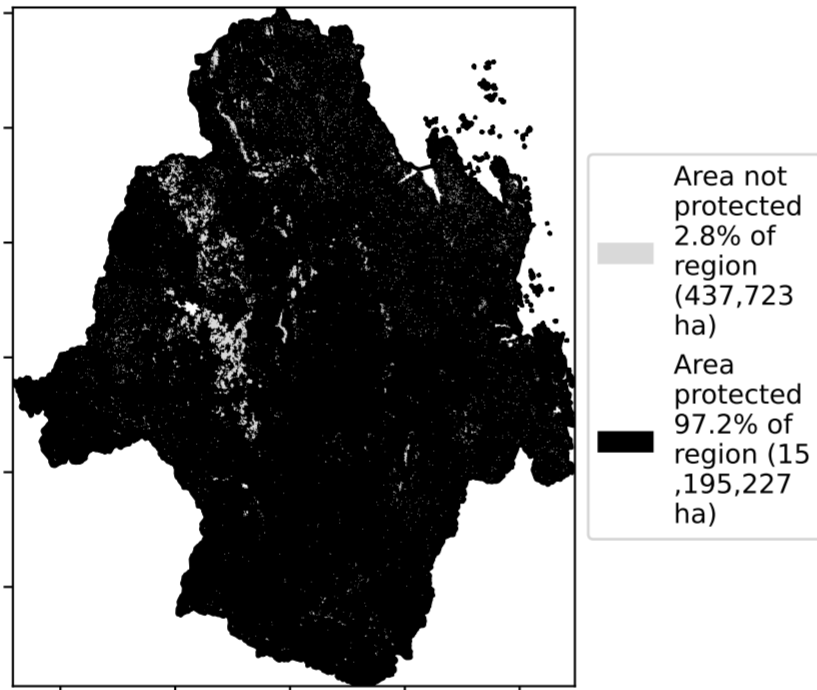 Area not
protected
2.8% of
region
(437,723
ha)
Area
protected
97.2% of
region (15
,195,227
ha)